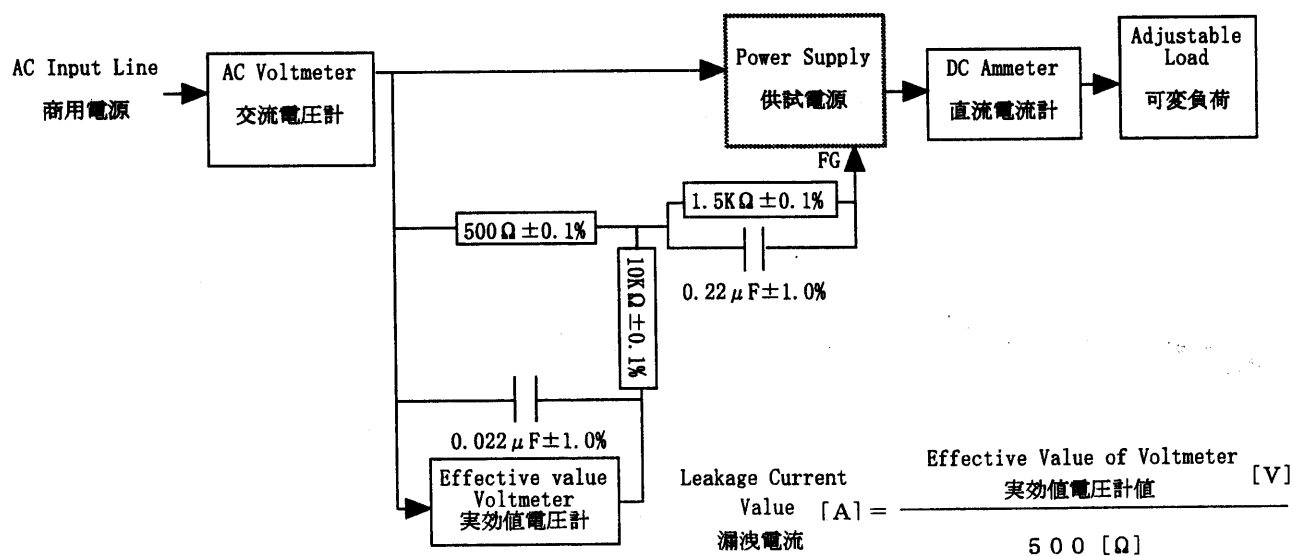 AC Input Line
商用電源
AC Voltmeter
交流電圧計
Power Supply
供試電源
DC Ammeter
直流電流計
Adjustable
Load
可変負荷
FG
1.5KΩ±0.1%
500Ω±0.1%
0.22μF±1.0%
10KΩ±0.1%
0.022μF±1.0%
Effective value
Voltmeter
実効値電圧計
Leakage Current
Value [A]=
漏洩電流
Effective Value of Voltmeter [V]
実効値電圧計値
500[Ω]